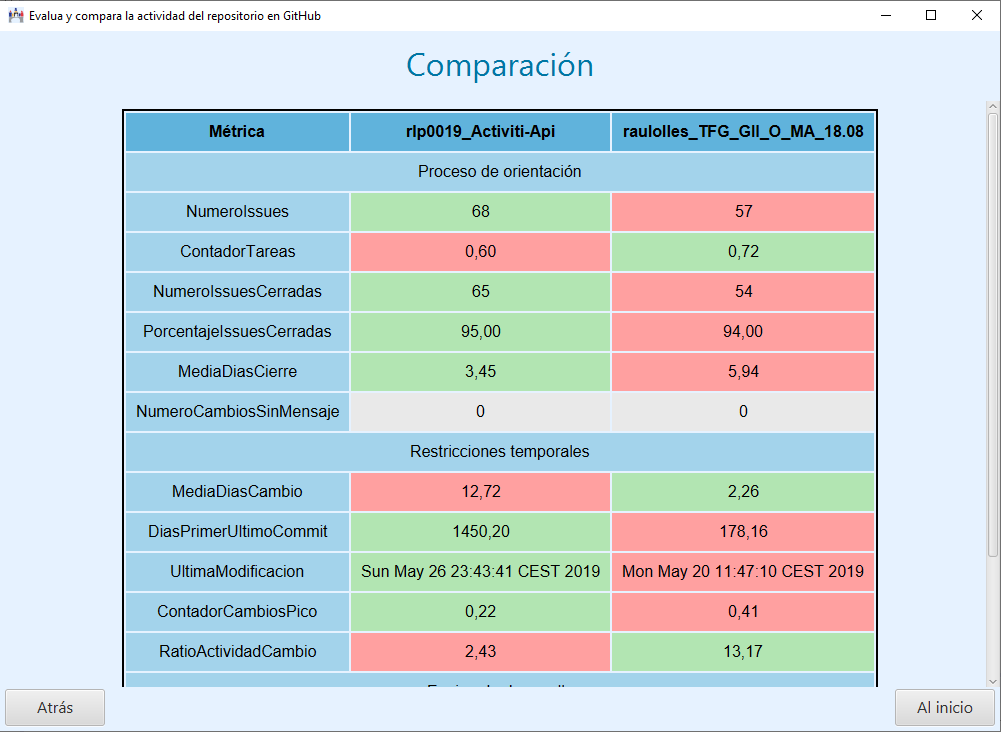 Evalua y compara la actividad del repositorio en GitHub
Comparación
Métrica rlp0019_Activiti-Api raulolles_TFG_GII_O_MA_18.08
Proceso de orientación
NumeroIssues 68 57
ContadorTareas 0,60 0,72
NumeroIssuesCerradas 65 54
PorcentajeIssuesCerradas 95,00 94,00
MediaDiasCierre 3,45 5,94
NumeroCambiosSinMensaje 0 0
Restricciones temporales
MediaDiasCambio 12,72 2,26
DiasPrimerUltimoCommit 1450,20 178,16
UltimaModificacion Sun May 26 23:43:41 CEST 2019 Mon May 20 11:47:10 CEST 2019
ContadorCambiosPico 0,22 0,41
RatioActividadCambio 2,43 13,17
Atrás Al inicio